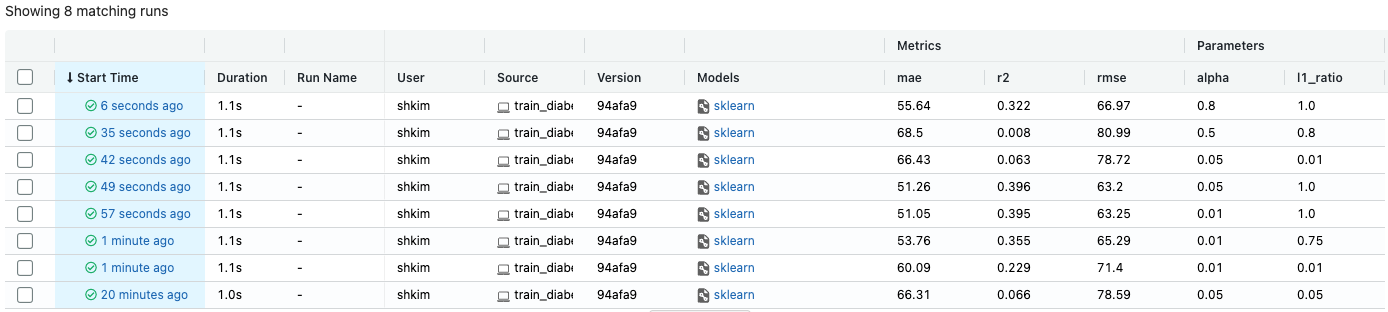 Showing 8 matching runs
Metrics Parameters
Start Time Duration Run Name User Source Version Models mae r2 rmse alpha l1_ratio
6 seconds ago 1.1s - shkim train_diabe 94afa9 sklearn 55.64 0.322 66.97 0.8 1.0
35 seconds ago 1.1s - shkim train_diabe 94afa9 sklearn 68.5 0.008 80.99 0.5 0.8
42 seconds ago 1.1s - shkim train_diabe 94afa9 sklearn 66.43 0.063 78.72 0.05 0.01
49 seconds ago 1.1s - shkim train_diabe 94afa9 sklearn 51.26 0.396 63.2 0.05 1.0
57 seconds ago 1.1s - shkim train_diabe 94afa9 sklearn 51.05 0.395 63.25 0.01 1.0
1 minute ago 1.1s - shkim train_diabe 94afa9 sklearn 53.76 0.355 65.29 0.01 0.75
1 minute ago 1.1s - shkim train_diabe 94afa9 sklearn 60.09 0.229 71.4 0.01 0.01
20 minutes ago 1.0s - shkim train_diabe 94afa9 sklearn 66.31 0.066 78.59 0.05 0.05